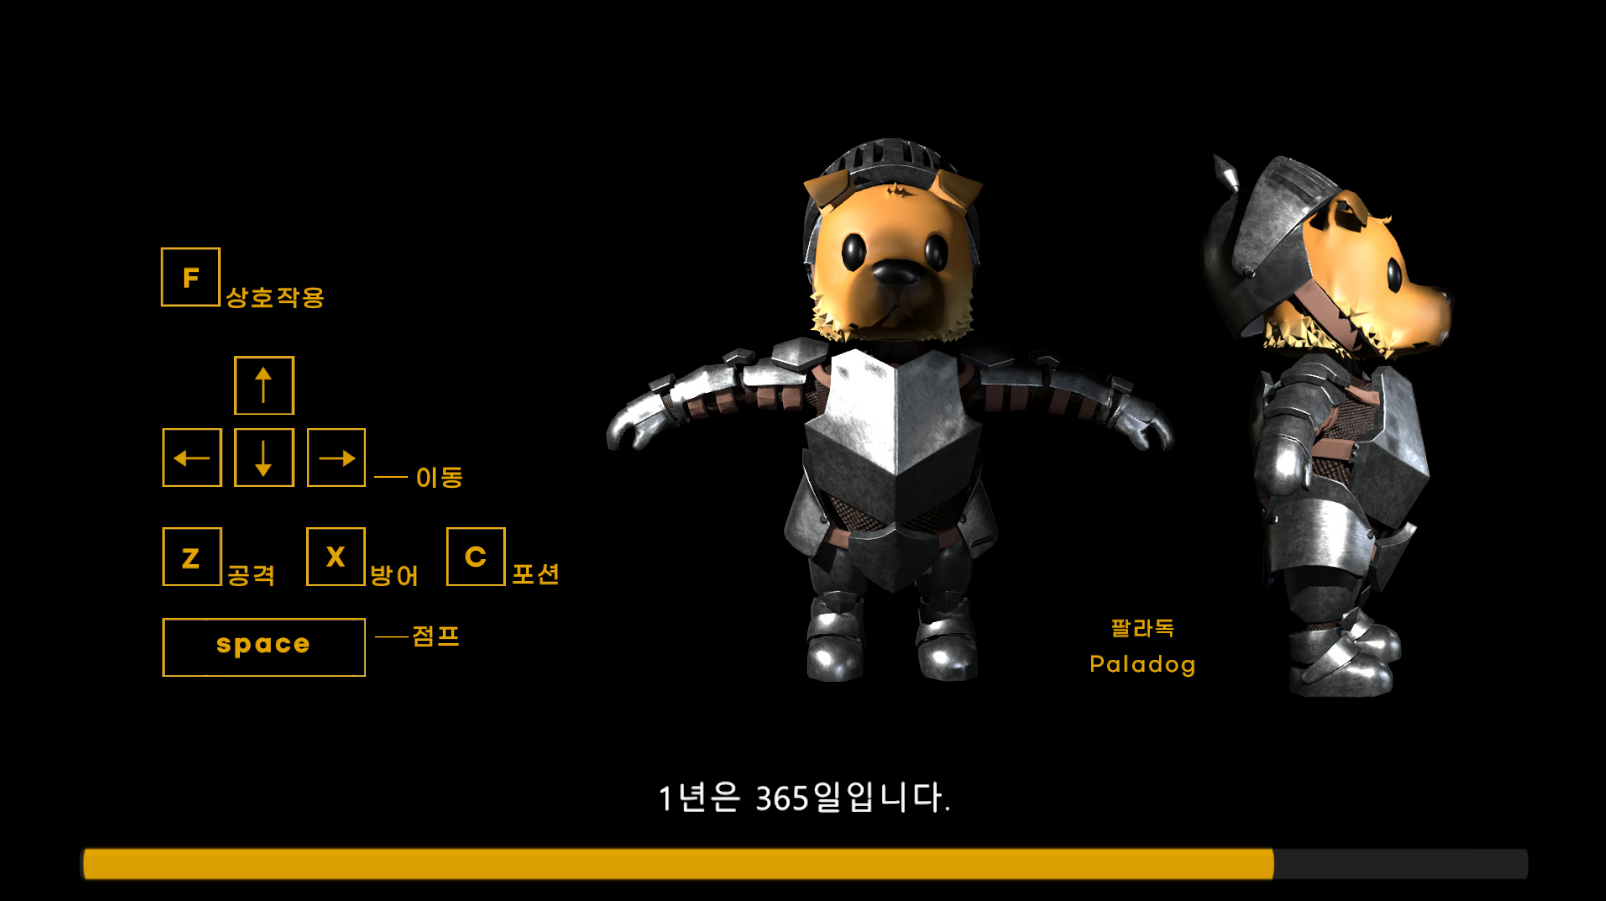 F 상호작용
↑
← ↓ → 이동
Z 공격 X 방어 C 포션
space 점프
팔라독
Paladog
1년은 365일입니다.